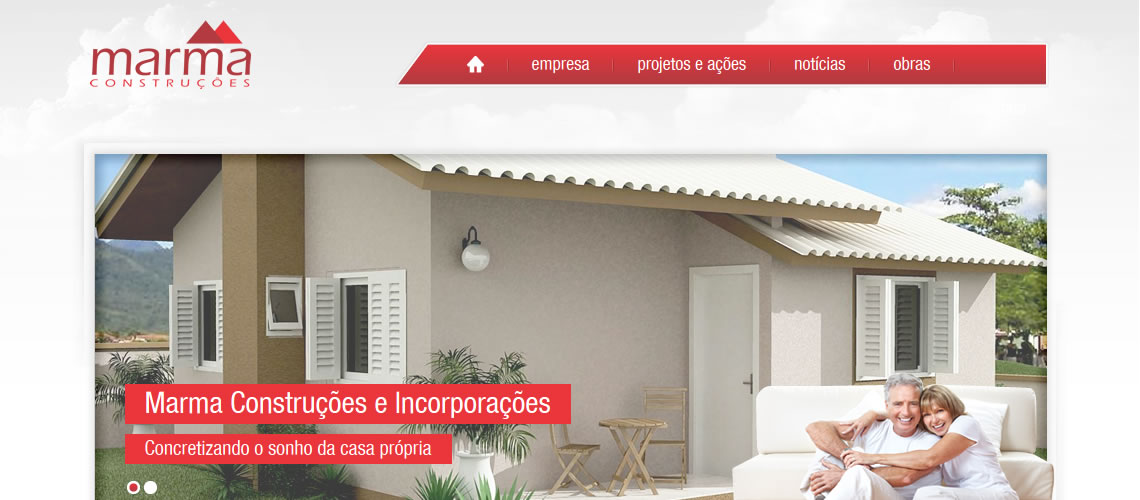 marma
CONSTRUÇÕES
empresa
projetos e ações
notícias
obras
Marma Construções e Incorporações
Concretizando o sonho da casa própria